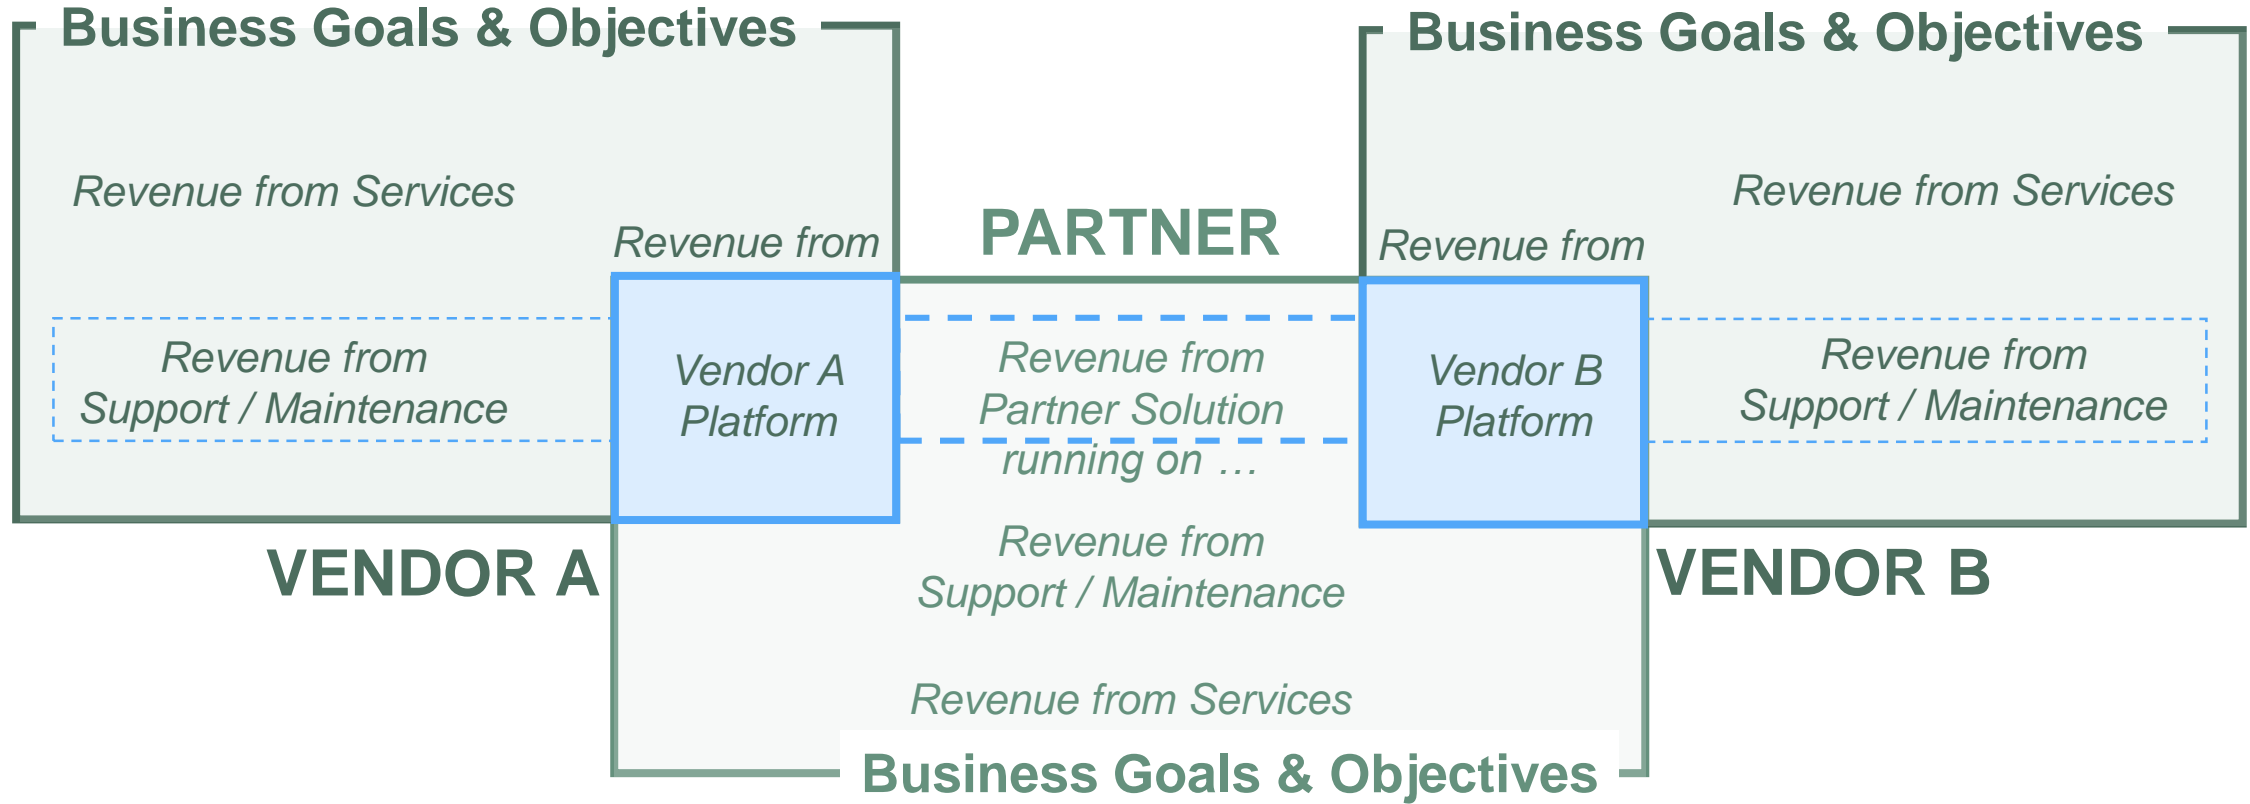 Business Goals & Objectives
Revenue from Services
Revenue from
Vendor A
Platform
Revenue from
Support / Maintenance
VENDOR A
PARTNER
Revenue from
Partner Solution
running on …
Revenue from
Support / Maintenance
Revenue from Services
Business Goals & Objectives
Business Goals & Objectives
Revenue from Services
Revenue from
Vendor B
Platform
Revenue from
Support / Maintenance
VENDOR B